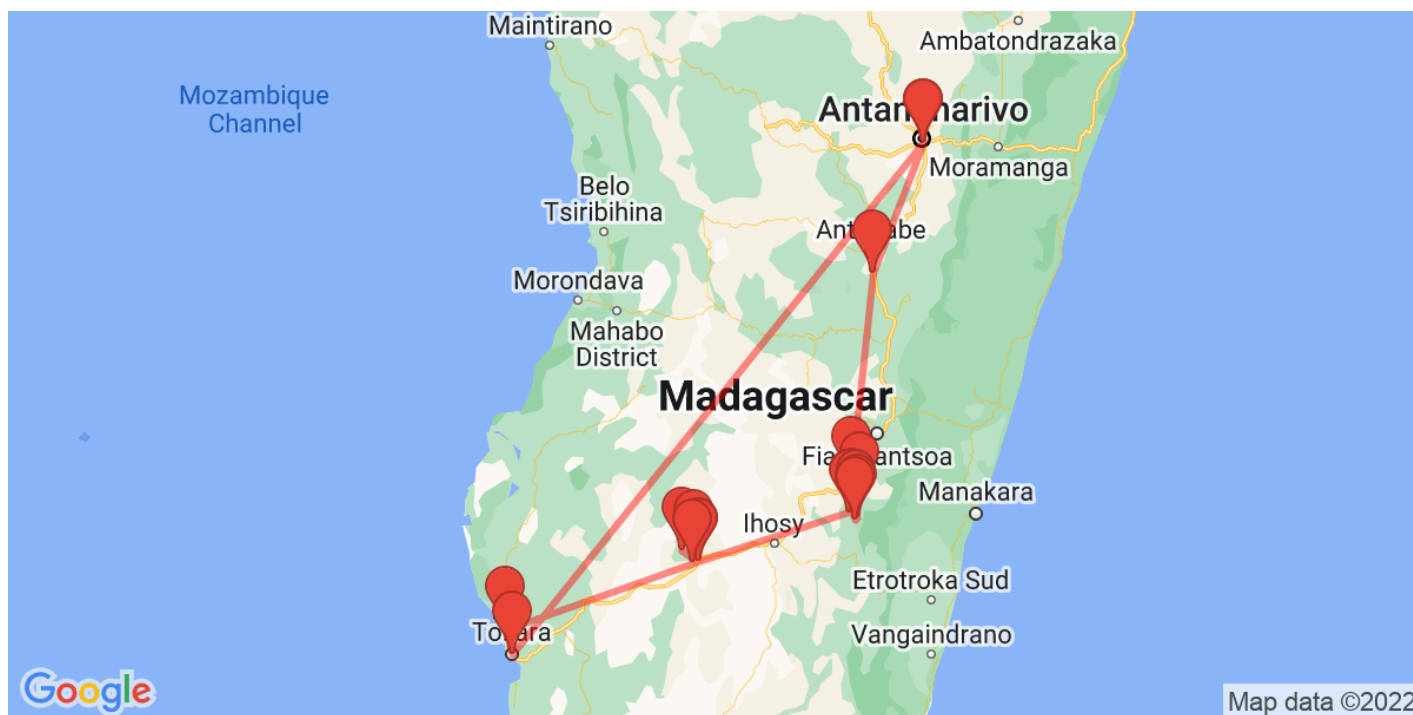 Maintirano
Ambatondrazaka
Mozambique
Channel
Moramanga
Belo
Tsiribihina
Morondava
Mahabo
District
Madagascar
Manakara
Ihosy
Etrotroka Sud
Vangaindrano
Google
Map data ©2022